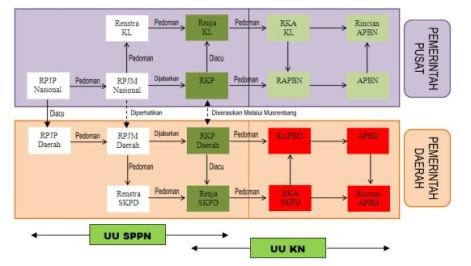 Renstra KL
Pedoman
Renja KL
Pedoman
RKA KL
Rincian APBN
Pedoman
Diacu
RPJP Nasional
Pedoman
RPJM Nasional
Dijabarkan
RKP
Pedoman
RAPBN
APBN
PEMERINTAH PUSAT
Diacu
Diperhatikan
Diserasikan Melalui Musrenbang
RPJP Daerah
Pedoman
RPJM Daerah
Dijabarkan
RKP Daerah
Pedoman
RAPBD
APBD
Pedoman
Diacu
Renstra SKPD
Pedoman
Renja SKPD
Pedoman
RKA SKPD
Rincian APBD
PEMERINTAH DAERAH
UU SPPN
UU KN